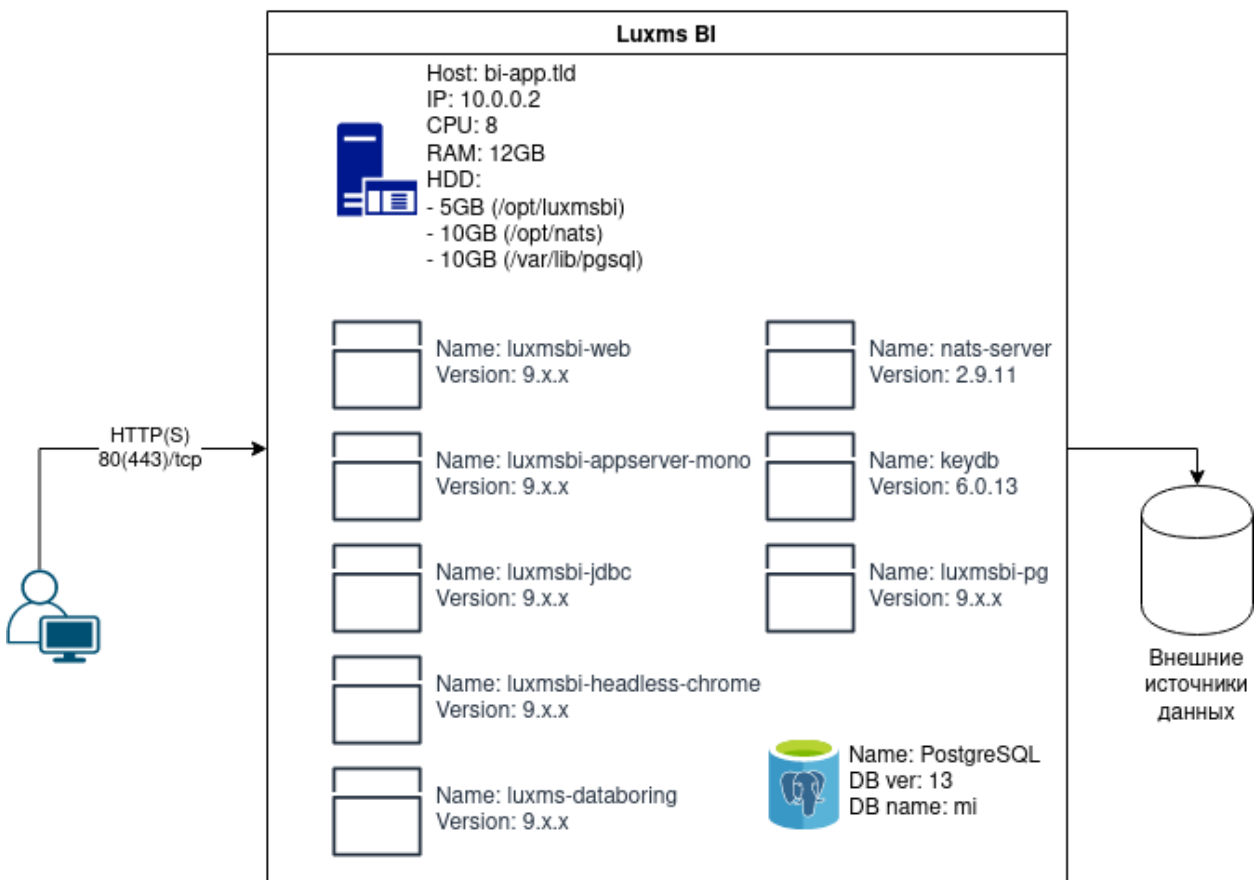 Luxms BI
Host: bi-app.tld
IP: 10.0.0.2
CPU: 8
RAM: 12GB
HDD:
- 5GB (/opt/luxmsbi)
- 10GB (/opt/nats)
- 10GB (/var/lib/pgsql)
HTTP(S)
80(443)/tcp
Name: luxmsbi-web
Version: 9.x.x
Name: luxmsbi-appserver-mono
Version: 9.x.x
Name: luxmsbi-jdbc
Version: 9.x.x
Name: luxmsbi-headless-chrome
Version: 9.x.x
Name: luxms-databoring
Version: 9.x.x
Name: nats-server
Version: 2.9.11
Name: keydb
Version: 6.0.13
Name: luxmsbi-pg
Version: 9.x.x
Name: PostgreSQL
DB ver: 13
DB name: mi
Внешние
источники
данных